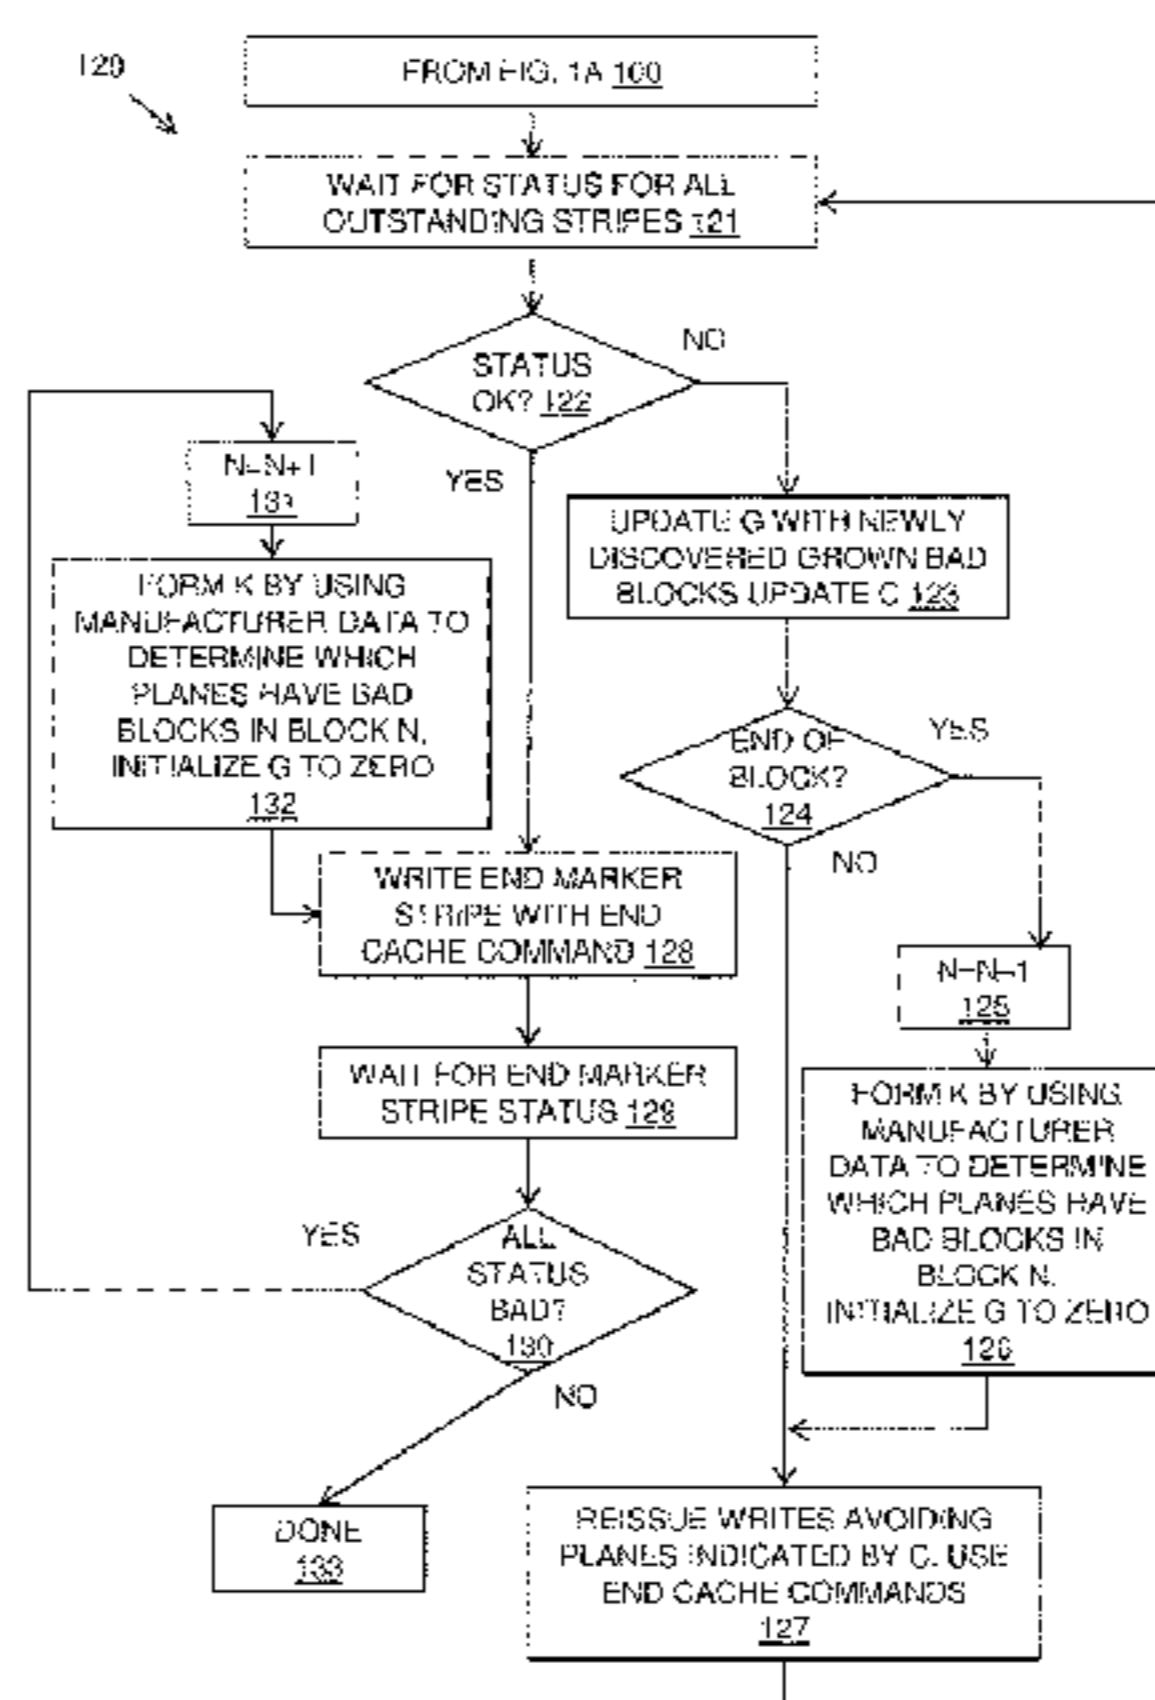 120
FROM FIG. 1A 100
WAIT FOR STATUS FOR ALL
OUTSTANDING STRIPES 121
STATUS
OK? 122
NO
YES
N=N+1
131
FORM K BY USING
MANUFACTURER DATA TO
DETERMINE WHICH
PLANES HAVE BAD
BLOCKS IN BLOCK N.
INITIALIZE G TO ZERO
132
UPDATE G WITH NEWLY
DISCOVERED GROWN BAD
BLOCKS UPDATE C 123
END OF
BLOCK?
124
YES
NO
WRITE END MARKER
STRIPE WITH END
CACHE COMMAND 128
N=N+1
125
WAIT FOR END MARKER
STRIPE STATUS 129
FORM K BY USING
MANUFACTURER
DATA TO DETERMINE
WHICH PLANES HAVE
BAD BLOCKS IN
BLOCK N.
INITIALIZE G TO ZERO
126
YES
ALL
STATUS
BAD?
130
NO
DONE
133
REISSUE WRITES AVOIDING
PLANES INDICATED BY C. USE
END CACHE COMMANDS
127